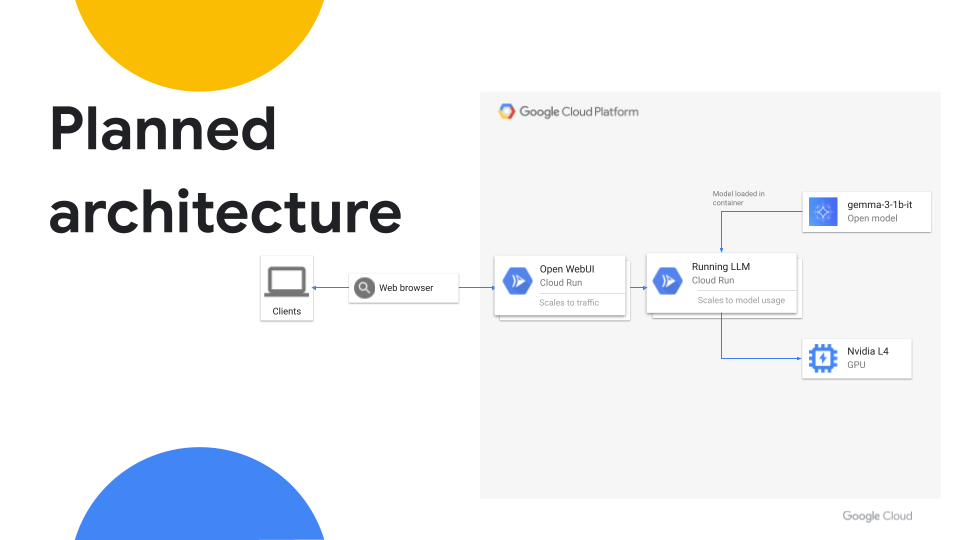 Planned
architecture
Google Cloud Platform
Model loaded in
container
gemma-3-1b-it
Open model
Clients
Web browser
Open WebUI
Cloud Run
Scales to traffic
Running LLM
Cloud Run
Scales to model usage
Nvidia L4
GPU
Google Cloud